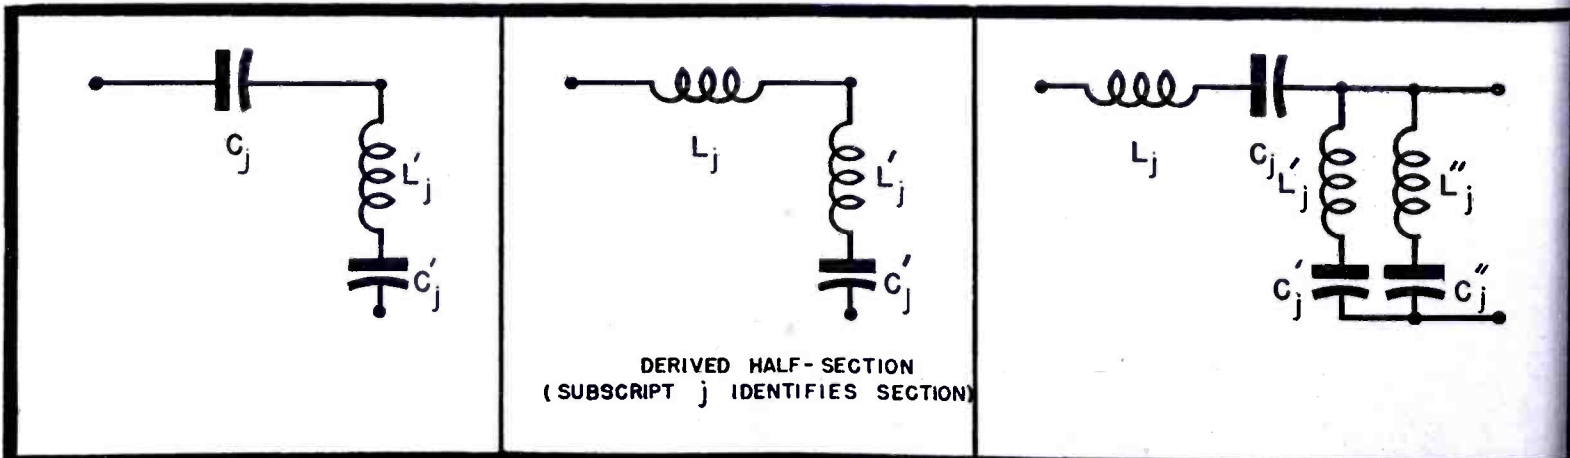 C j
L′ j
C′ j
L j
L′ j
C′ j
DERIVED HALF-SECTION
(SUBSCRIPT j IDENTIFIES SECTION)
L j
C j
L′ j
L″ j
C′ j
C″ j